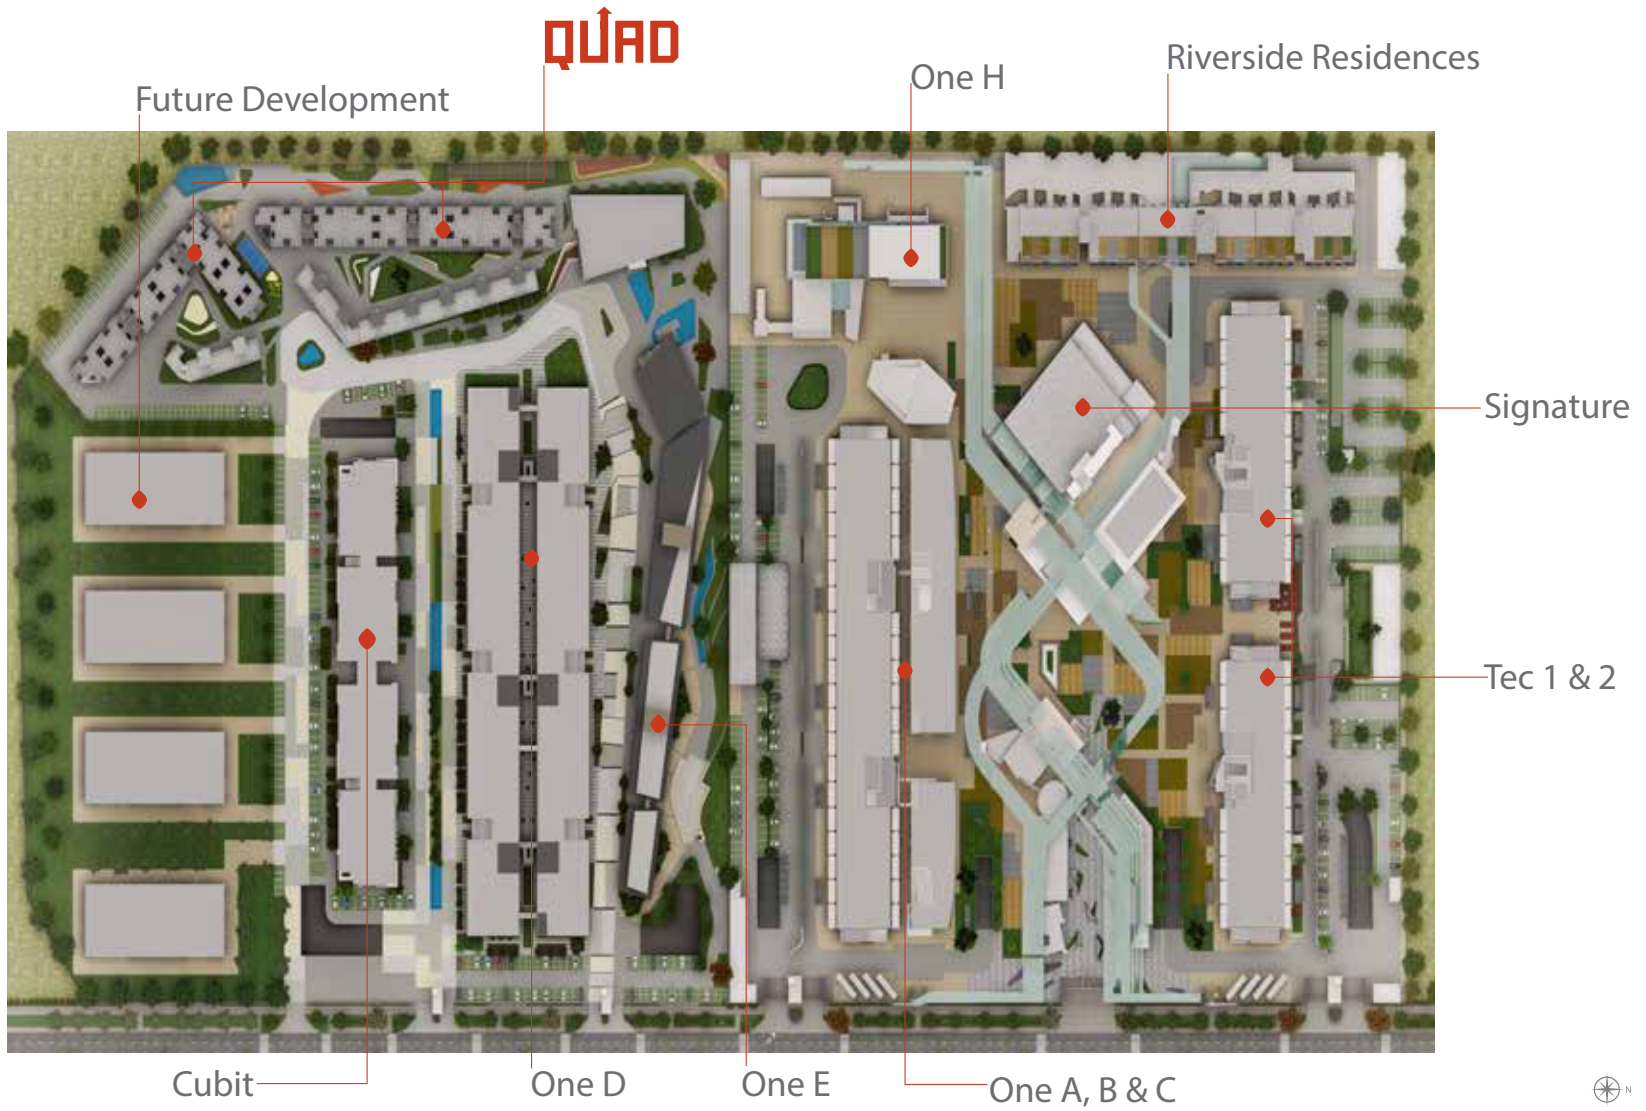 QUAD
Riverside Residences
One H
Future Development
Signature
Tec 1 & 2
Cubit
One D
One E
One A, B & C
N